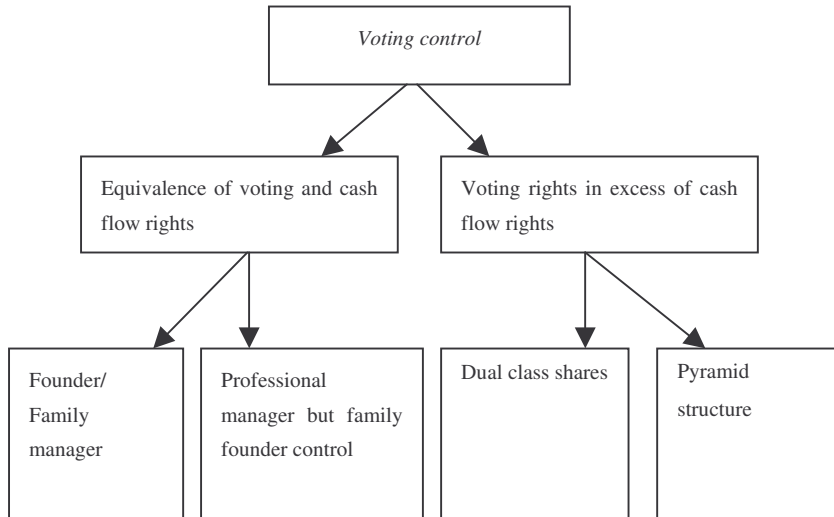 Voting control
Equivalence of voting and cash
flow rights
Voting rights in excess of cash
flow rights
Founder/
Family
manager
Professional
manager but family
founder control
Dual class shares
Pyramid
structure